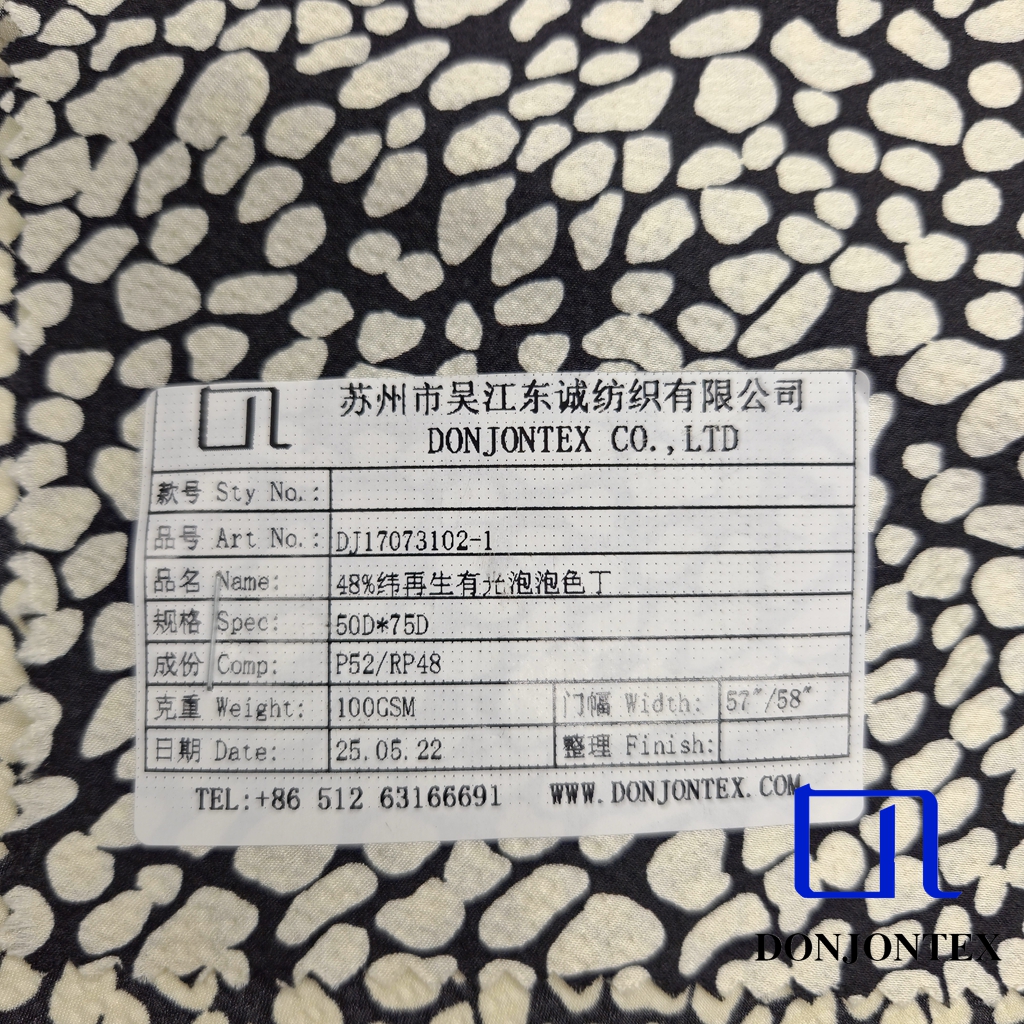 苏州市吴江东诚纺织有限公司
DONJONTEX CO.,LTD
款号 Sty No.:
品号 Art No.: DJ17073102-1
品名 Name: 48%纬再生有光泡泡色丁
规格 Spec: 50D*75D
成份 Comp: P52/RP48
克重 Weight: 100GSM 门幅 Width: 57"/58"
日期 Date: 25.05.22 整理 Finish:
TEL:+86 512 63166691 WWW.DONJONTEX.COM
DONJONTEX